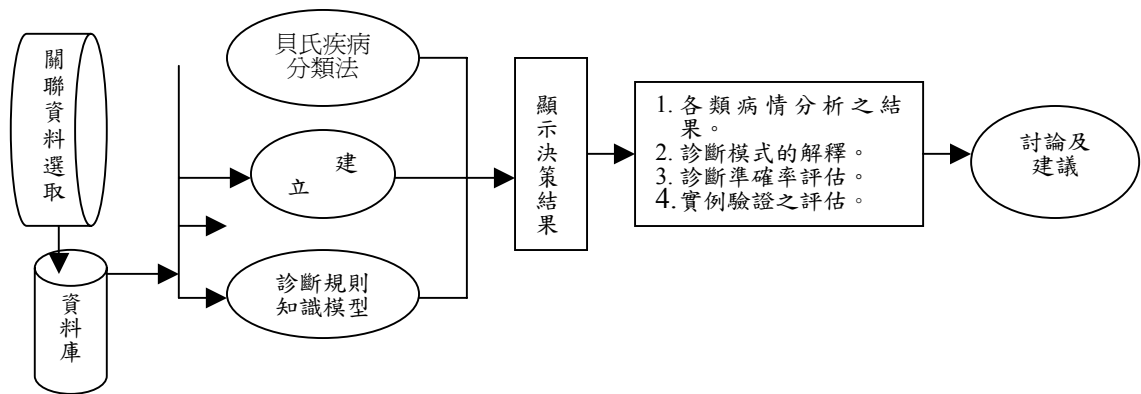 關聯資料選取
資料庫
貝氏疾病
分類法
建
立
診斷規則
知識模型
顯示決策結果
1. 各類病情分析之結
果。
2. 診斷模式的解釋。
3. 診斷準確率評估。
4. 實例驗證之評估。
討論及
建議